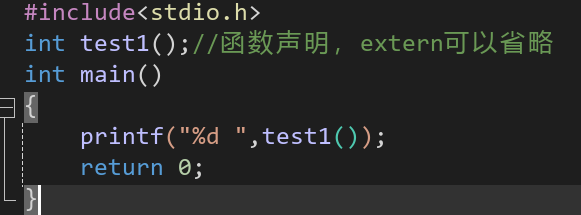 #include<stdio.h>
int test1();//函数声明，extern可以省略
int main()
{
printf("%d ",test1());
return 0;
}